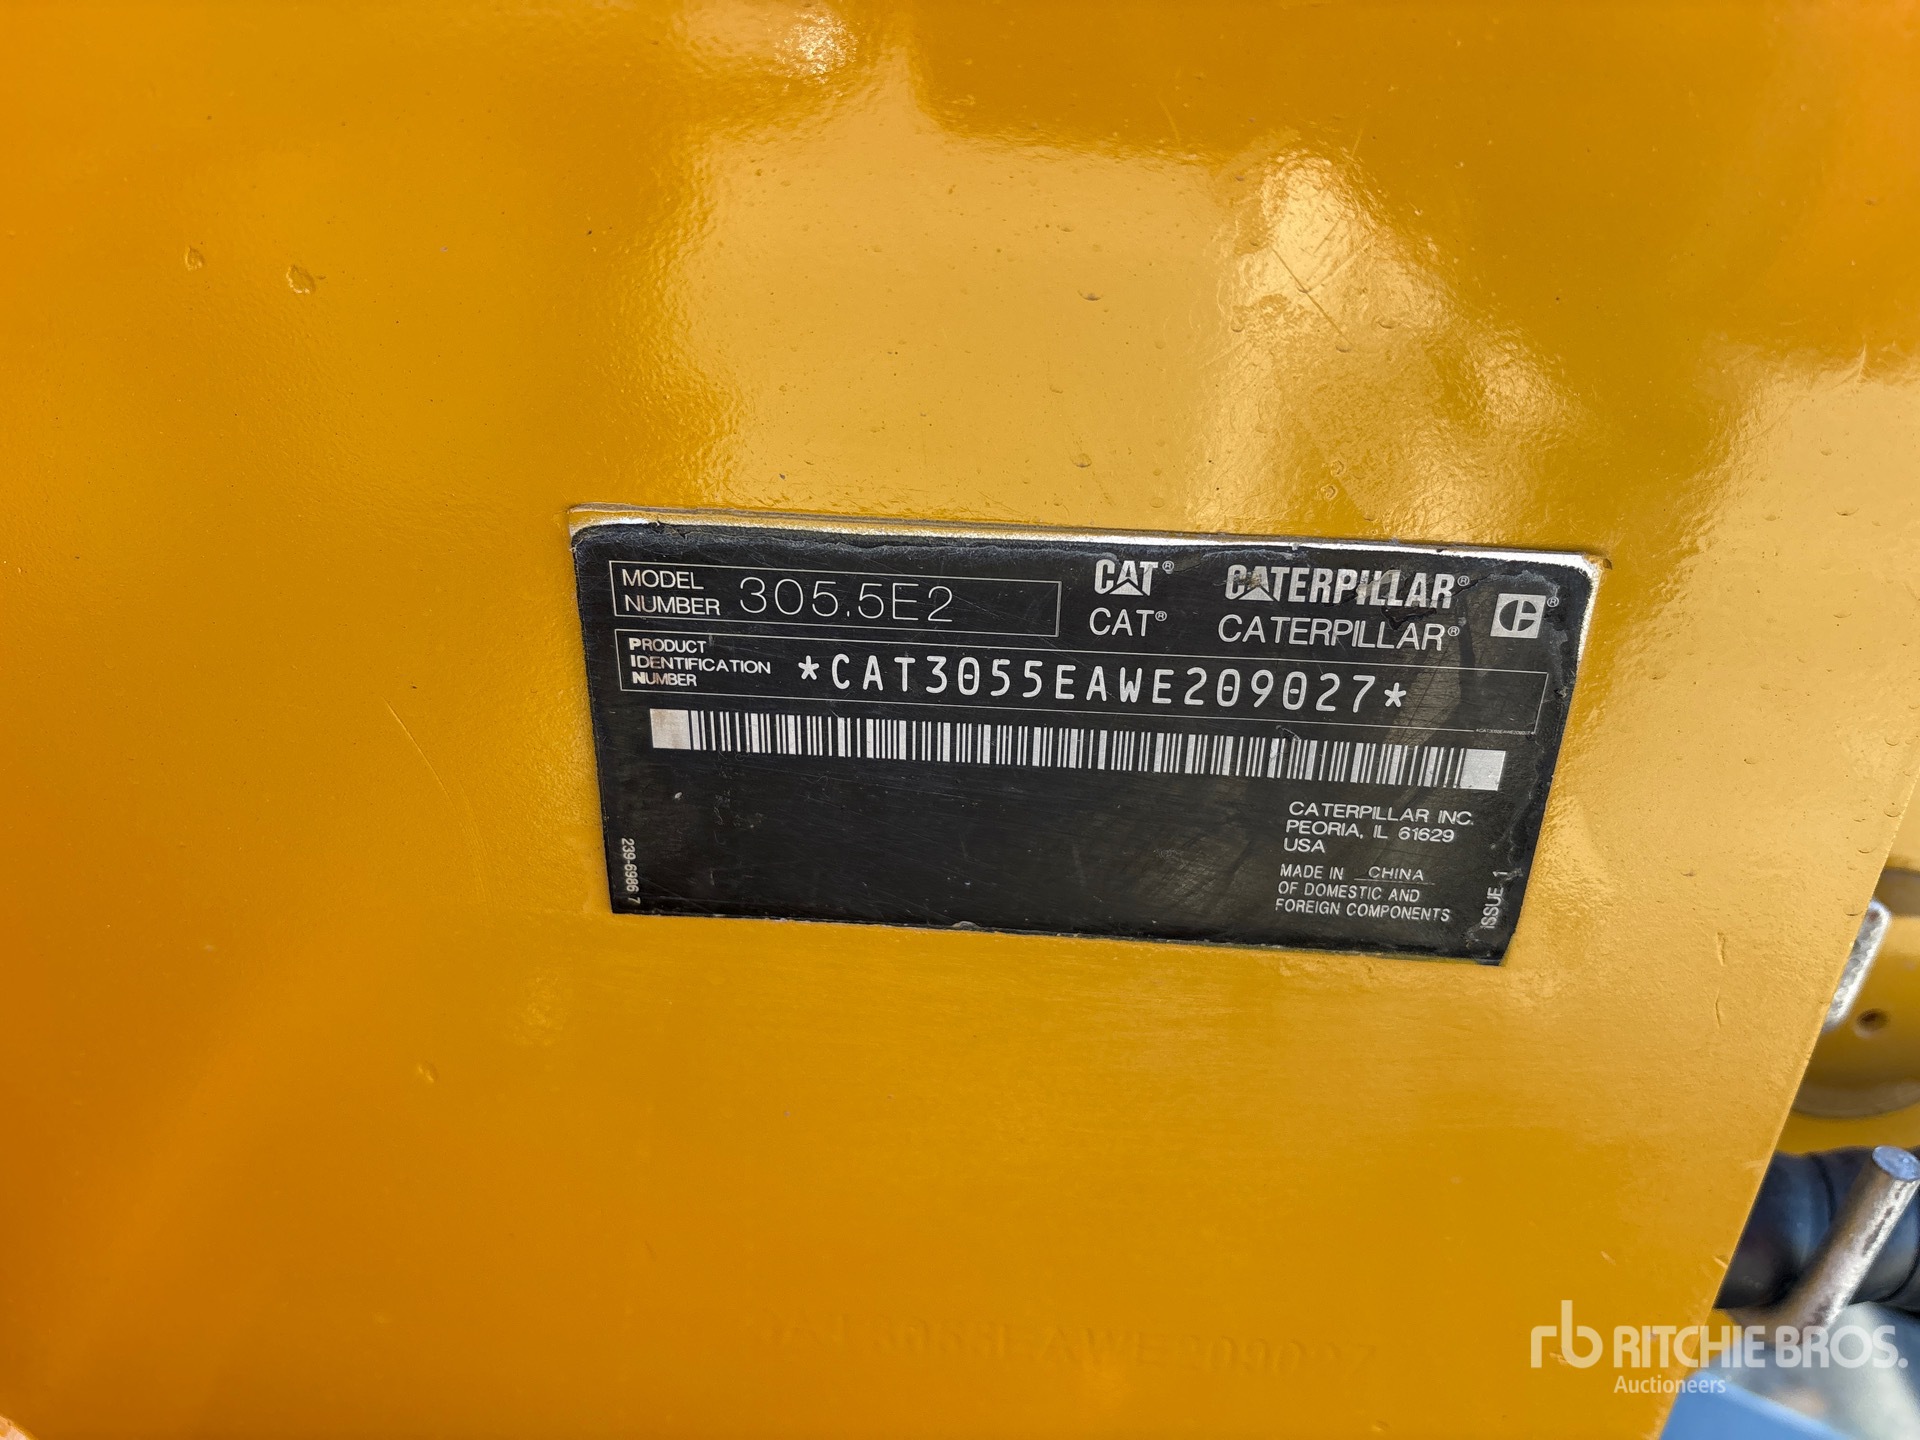 MODEL NUMBER 305.5E2
CAT® CATERPILLAR®
CAT® CATERPILLAR®
PRODUCT IDENTIFICATION NUMBER *CAT3055EAWE209027*
CATERPILLAR INC.
PEORIA, IL 61629
USA
MADE IN CHINA
OF DOMESTIC AND
FOREIGN COMPONENTS
239-6986 7
ISSUE 1
rb RITCHIE BROS.
Auctioneers